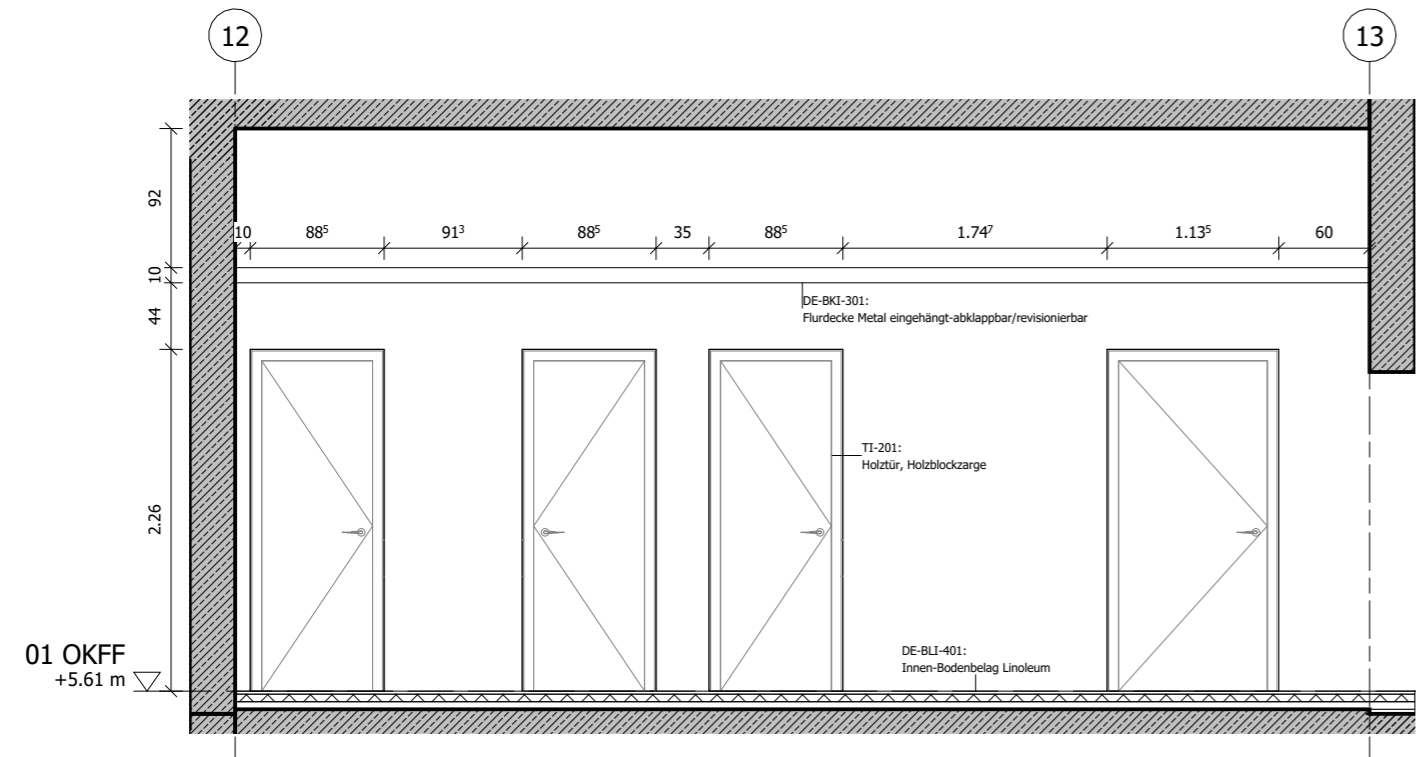 12
13
92
10
88⁵
91³
88⁵
35
88⁵
1.74⁷
1.13⁵
60
10
DE-BKI-301:
Flurdecke Metal eingehängt-abklappbar/revisionierbar
44
TI-201:
Holztür, Holzblockzarge
2.26
DE-BLI-401:
Innen-Bodenbelag Linoleum
01 OKFF
+5.61 m